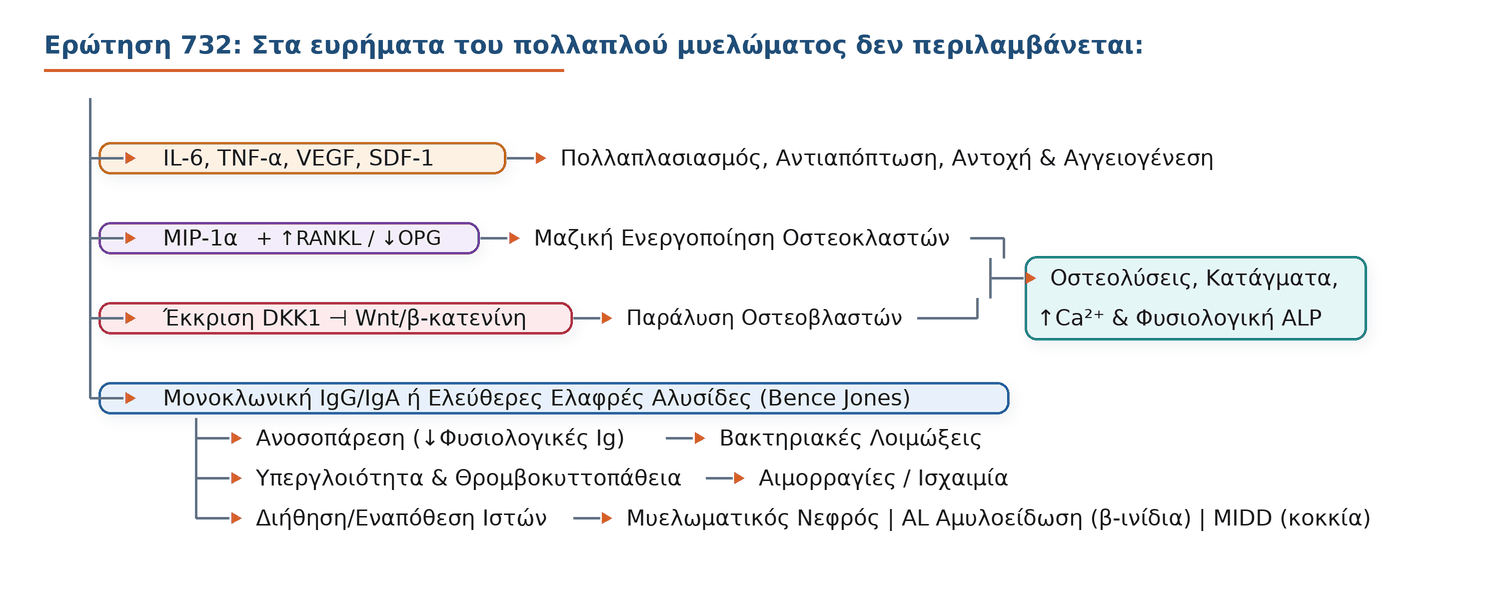 Ερώτηση 732: Στα ευρήματα του πολλαπλού μυελώματος δεν περιλαμβάνεται:
IL-6, TNF-α, VEGF, SDF-1 Πολλαπλασιασμός, Αντιαπόπτωση, Αντοχή & Αγγειογένεση
MIP-1α + ↑RANKL / ↓OPG Μαζική Ενεργοποίηση Οστεοκλαστών
Οστεολύσεις, Κατάγματα,
Έκκριση DKK1 ⊣ Wnt/β-κατενίνη Παράλυση Οστεοβλαστών ↑Ca²⁺ & Φυσιολογική ALP
Μονοκλωνική IgG/IgA ή Ελεύθερες Ελαφρές Αλυσίδες (Bence Jones)
Ανοσοπάρεση (↓Φυσιολογικές Ig) Βακτηριακές Λοιμώξεις
Υπεργλοιότητα & Θρομβοκυττοπάθεια Αιμορραγίες / Ισχαιμία
Διήθηση/Εναπόθεση Ιστών Μυελωματικός Νεφρός | AL Αμυλοείδωση (β-ινίδια) | MIDD (κοκκία)